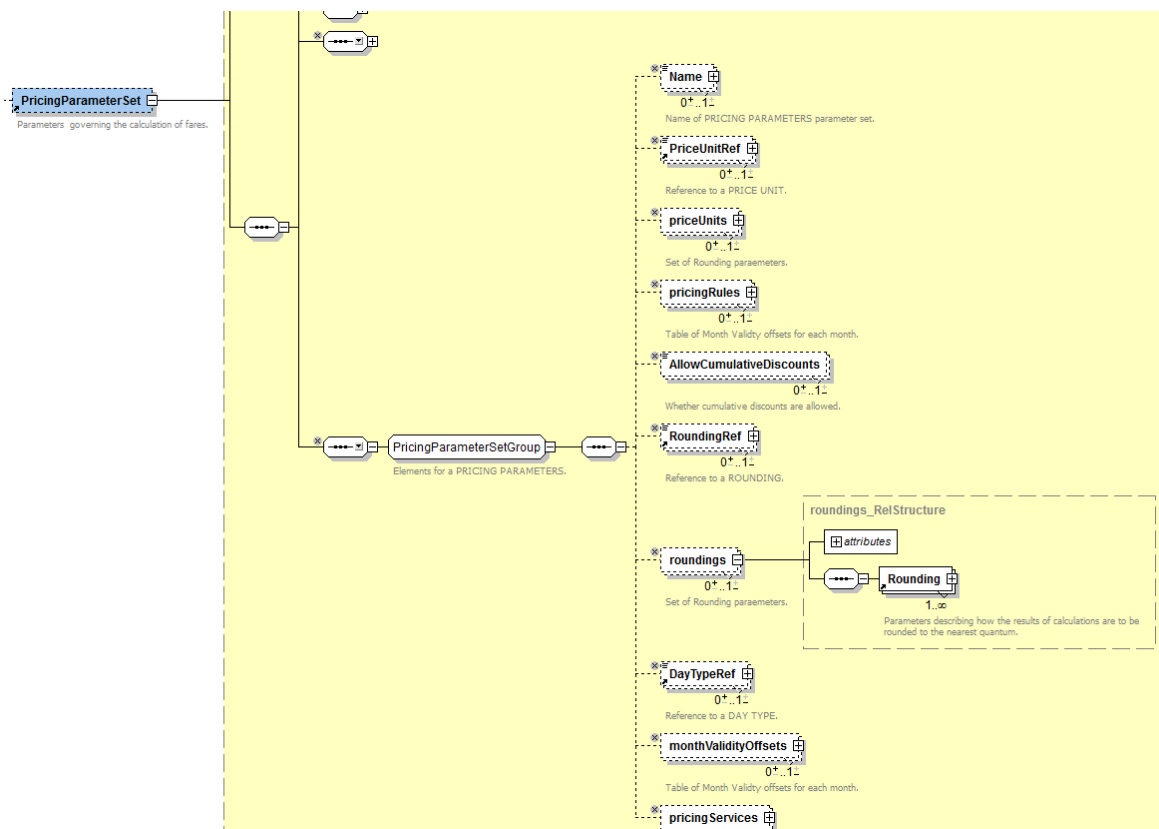 PricingParameterSet
Parameters governing the calculation of fares.
Name
0+..1±
Name of PRICING PARAMETERS parameter set.
PriceUnitRef
0+..1±
Reference to a PRICE UNIT.
priceUnits
0+..1±
Set of Rounding paraemeters.
pricingRules
0+..1±
Table of Month Validty offsets for each month.
AllowCumulativeDiscounts
0+..1±
Whether cumulative discounts are allowed.
PricingParameterSetGroup
Elements for a PRICING PARAMETERS.
RoundingRef
0+..1±
Reference to a ROUNDING.
roundings
0+..1±
Set of Rounding paraemeters.
roundings_RelStructure
attributes
Rounding
1..∞
Parameters describing how the results of calculations are to be
rounded to the nearest quantum.
DayTypeRef
0+..1±
Reference to a DAY TYPE.
monthValidityOffsets
0+..1±
Table of Month Validty offsets for each month.
pricingServices